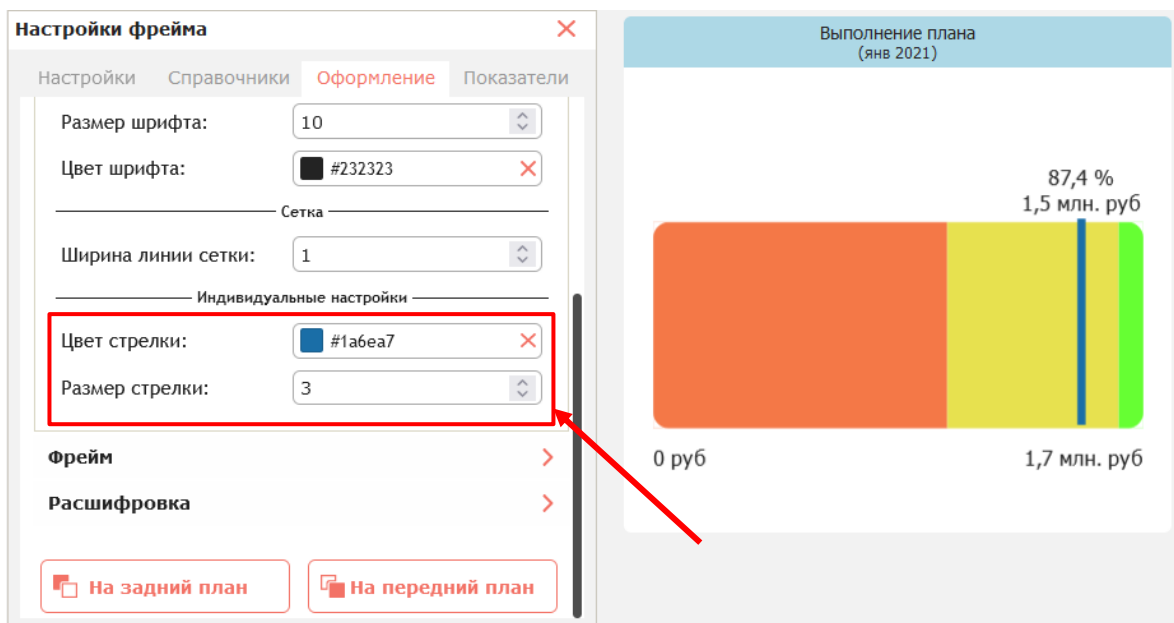 Настройки фрейма
Настройки Справочники Оформление Показатели
Размер шрифта: 10
Цвет шрифта: #232323
Сетка
Ширина линии сетки: 1
Индивидуальные настройки
Цвет стрелки: #1a6ea7
Размер стрелки: 3
Фрейм
Расшифровка
На задний план На передний план
Выполнение плана
(янв 2021)
87,4 %
1,5 млн. руб
0 руб 1,7 млн. руб